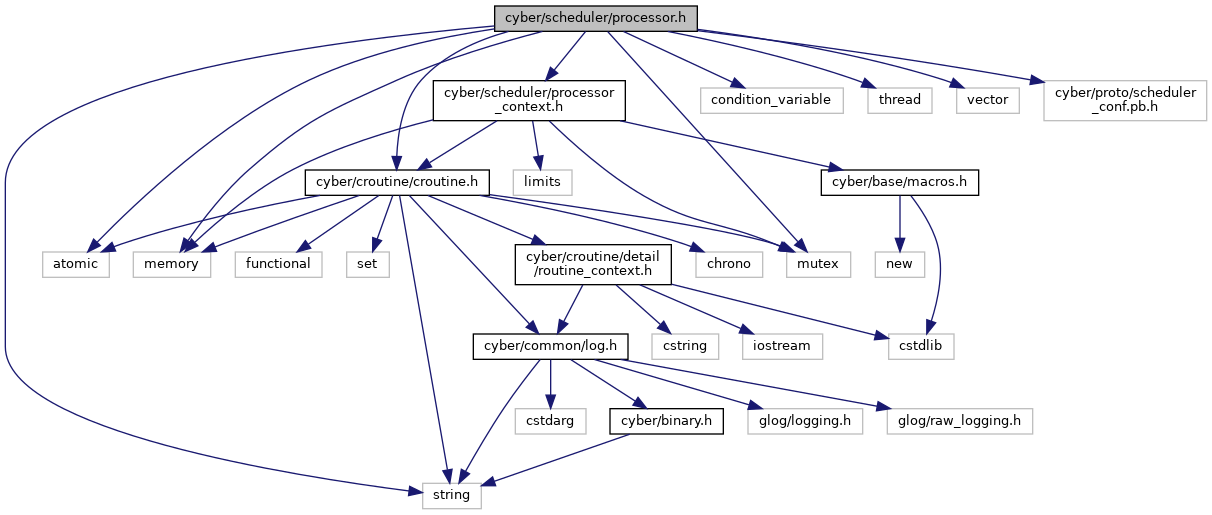 cyber/scheduler/processor.h
cyber/scheduler/processor
_context.h
condition_variable
thread
vector
cyber/proto/scheduler
_conf.pb.h
cyber/croutine/croutine.h
limits
cyber/base/macros.h
atomic
memory
functional
set
cyber/croutine/detail
/routine_context.h
chrono
mutex
new
cyber/common/log.h
cstring
iostream
cstdlib
cstdarg
cyber/binary.h
glog/logging.h
glog/raw_logging.h
string